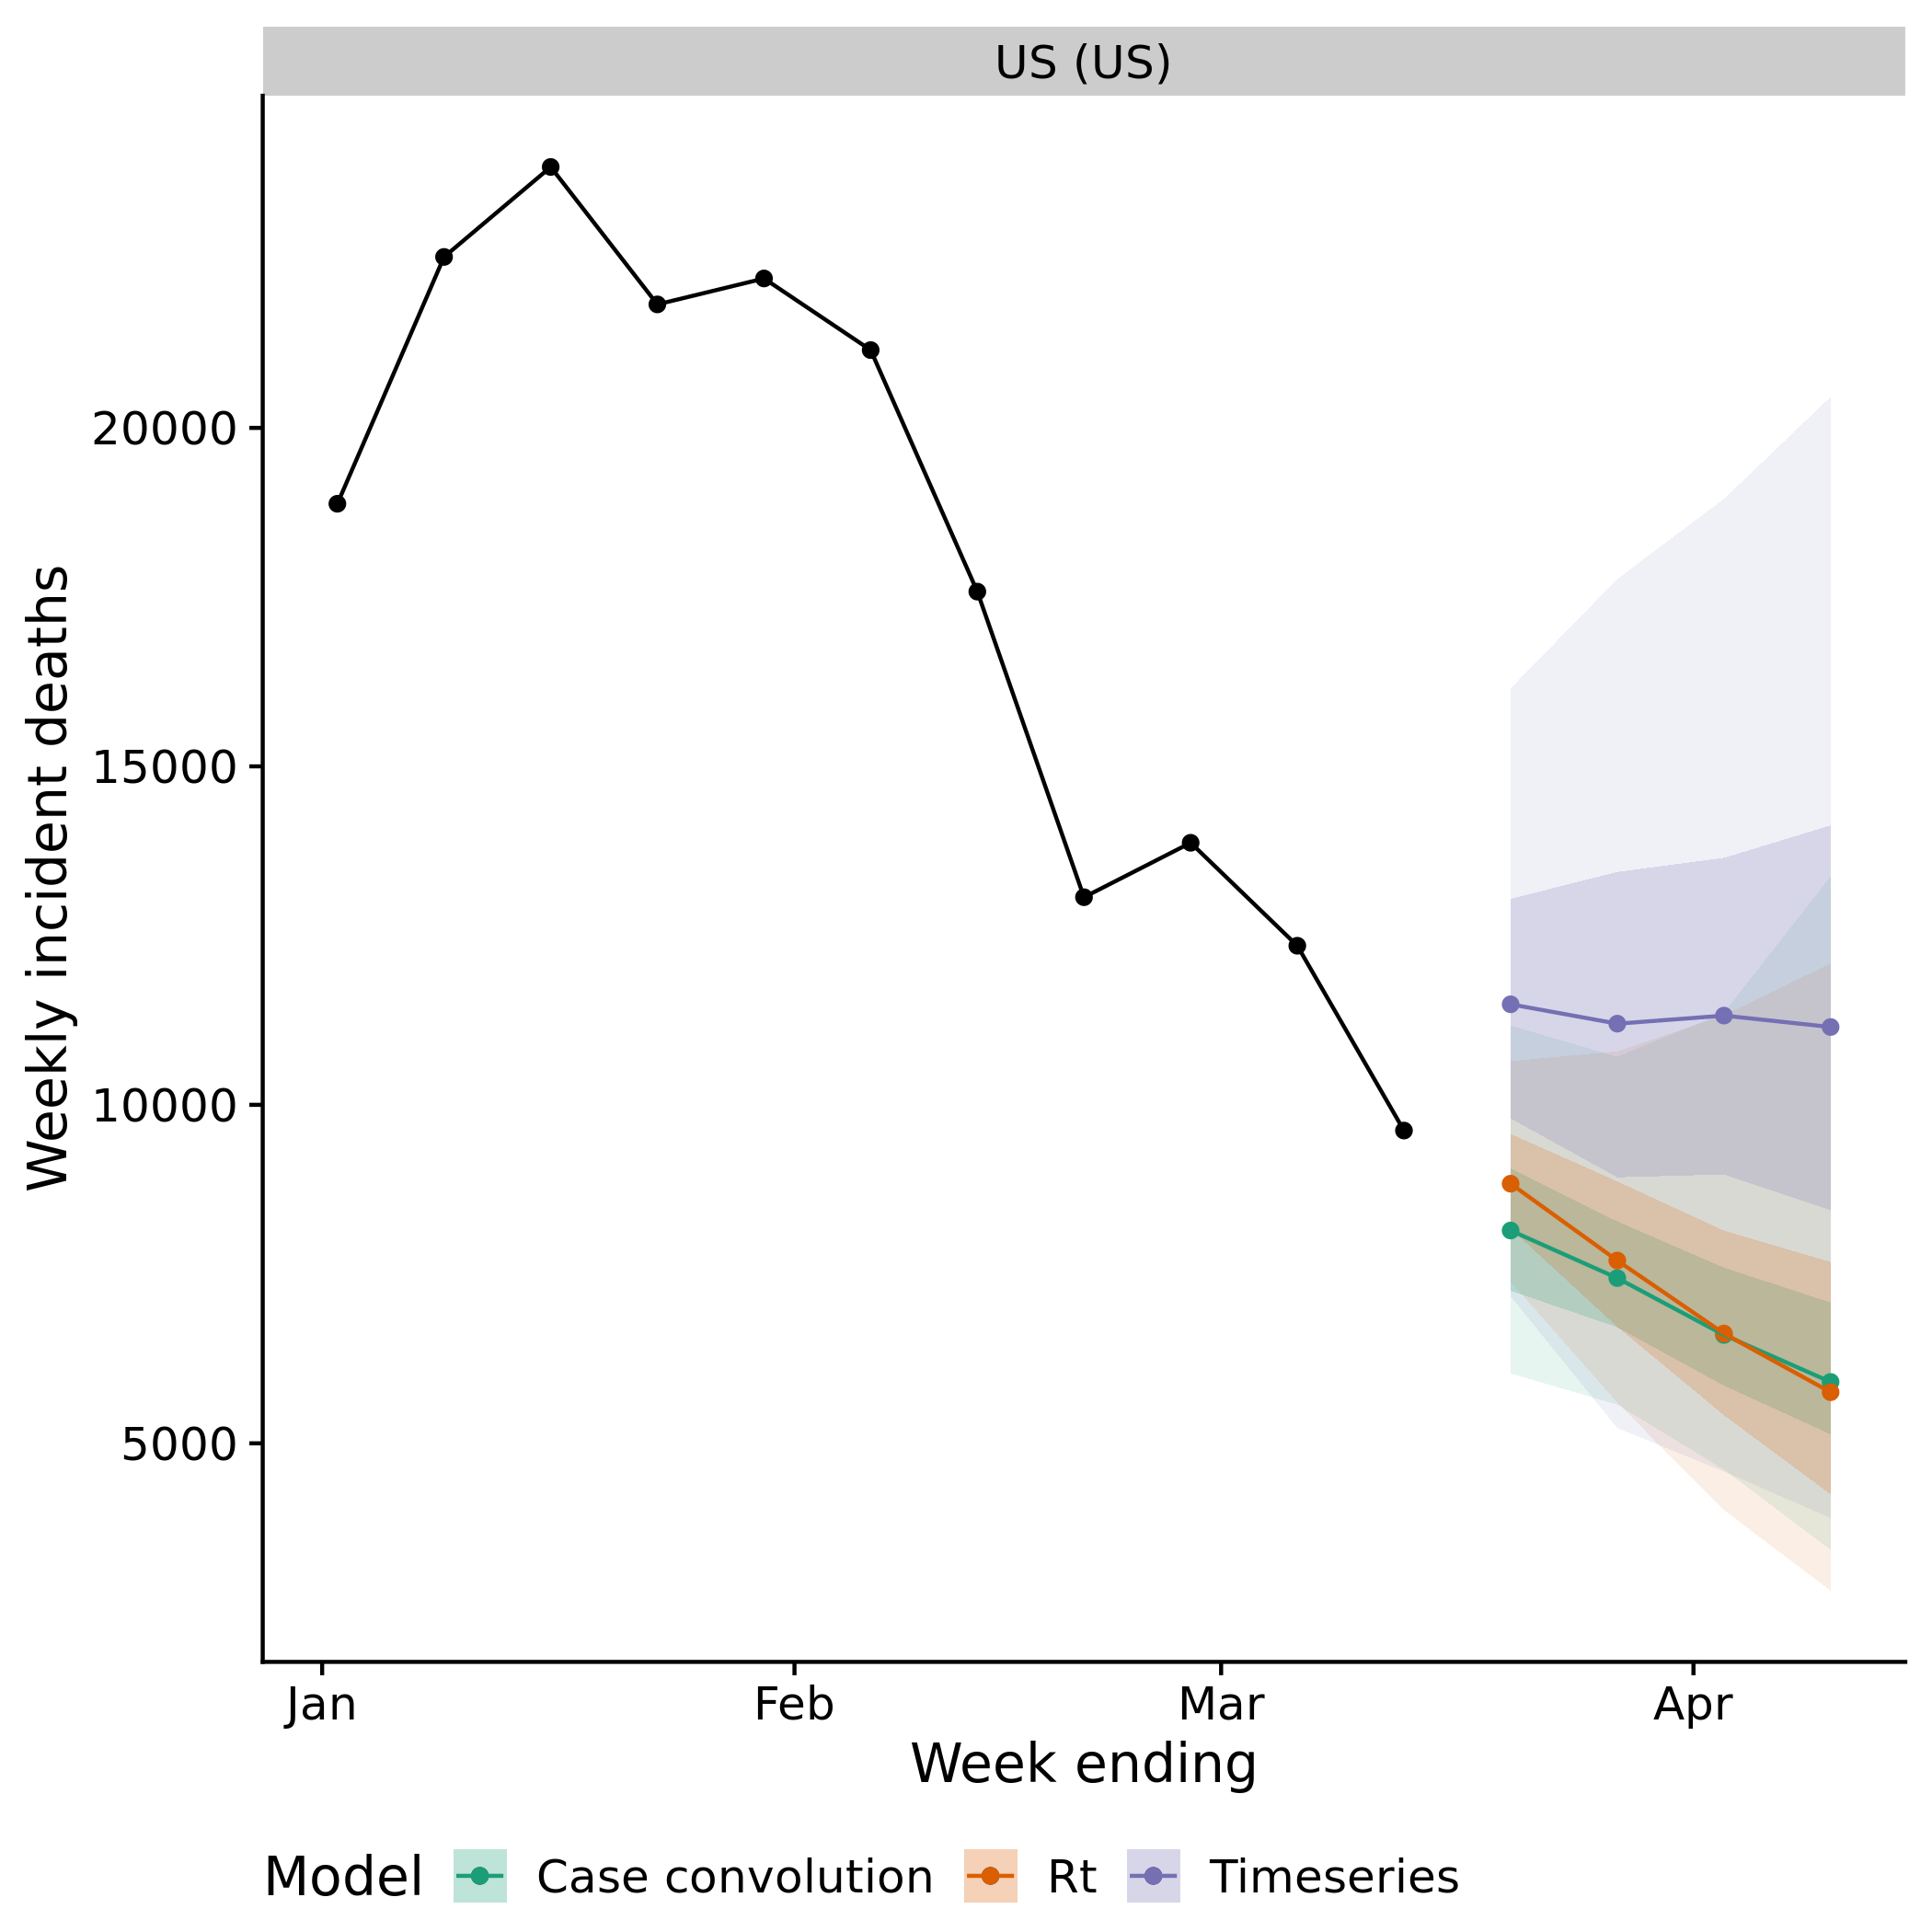 US (US)
Weekly incident deaths
20000
15000
10000
5000
Jan Feb Mar Apr
Week ending
Model Case convolution Rt Timeseries